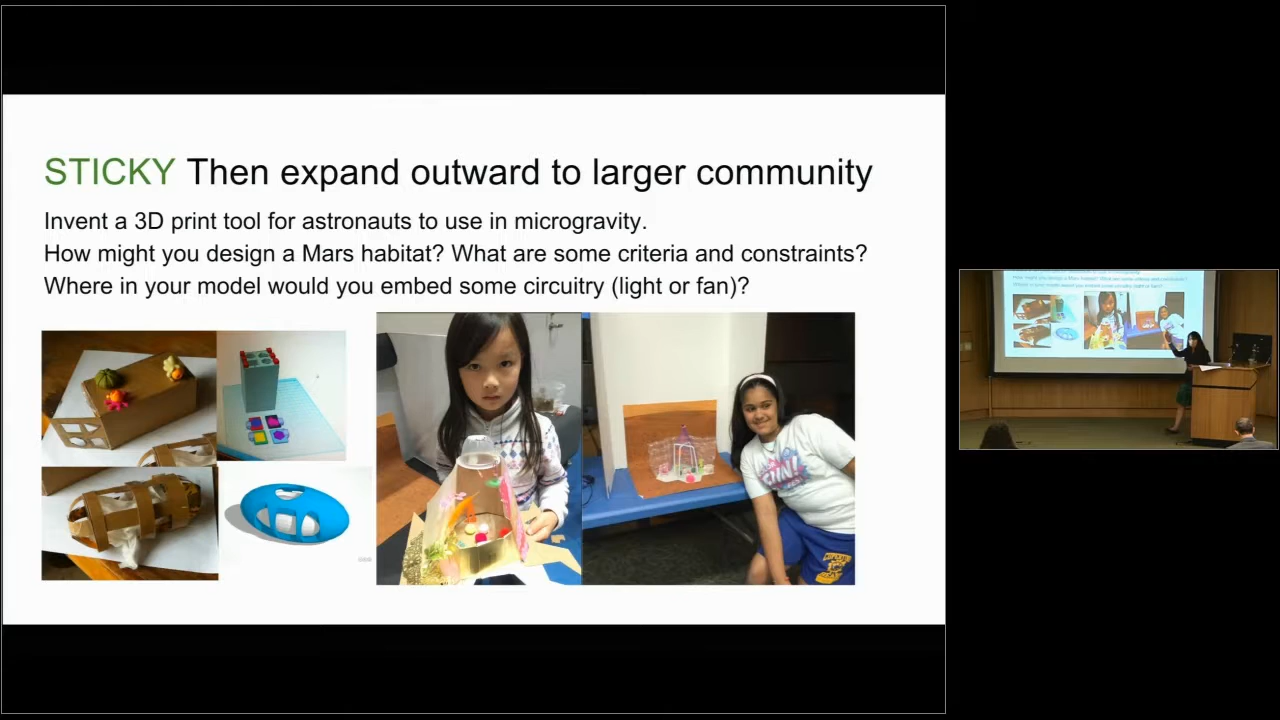 STICKY Then expand outward to larger community
Invent a 3D print tool for astronauts to use in microgravity.
How might you design a Mars habitat? What are some criteria and constraints?
Where in your model would you embed some circuitry (light or fan)?